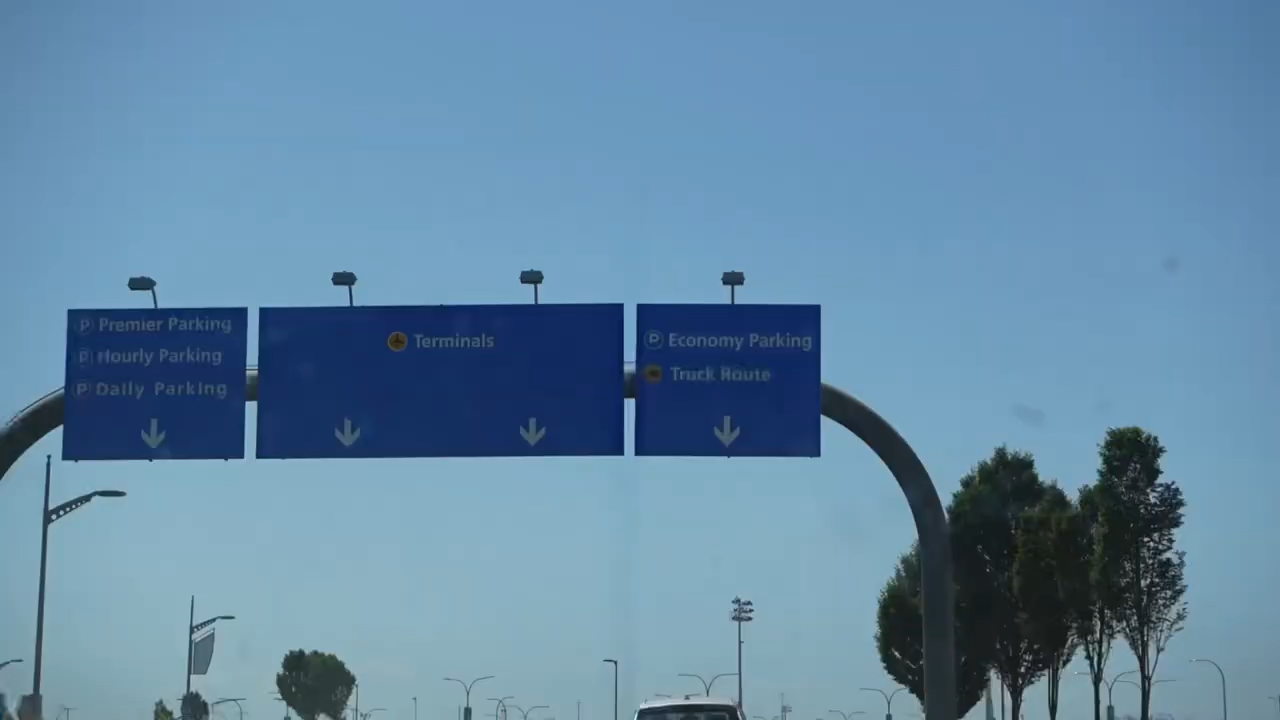 P Premier Parking
P Hourly Parking
P Daily Parking
Terminals
P Economy Parking
Truck Route